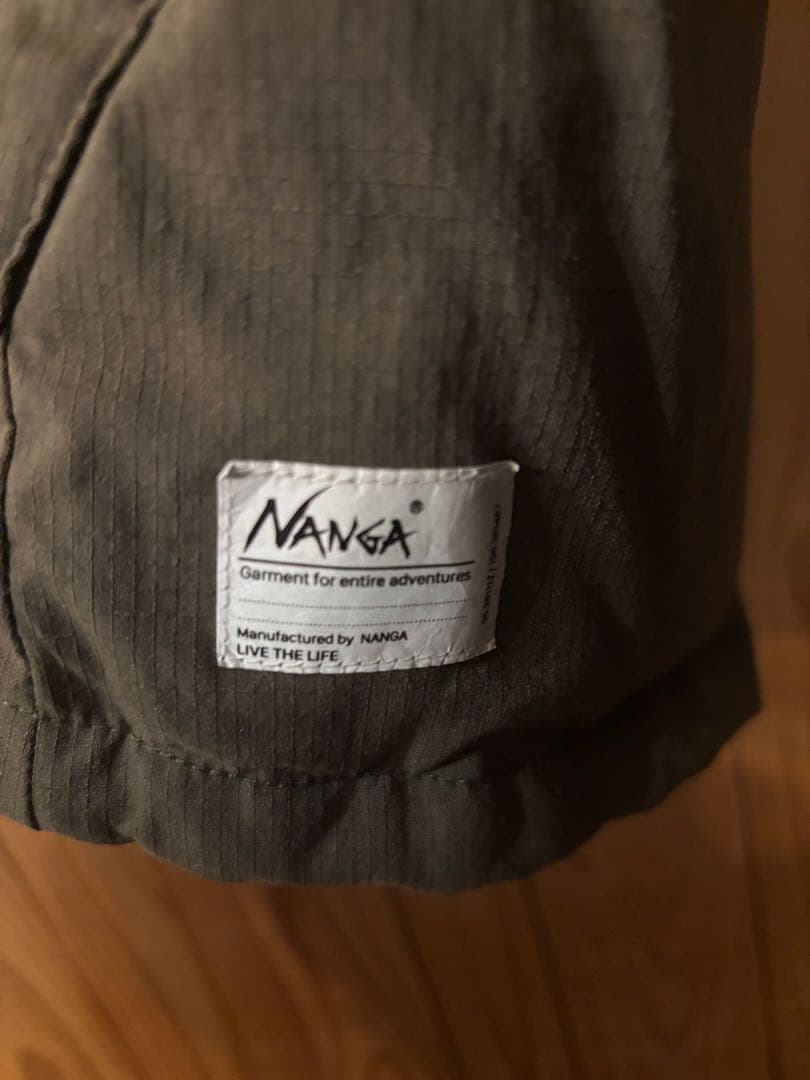 NANGA®
Garment for entire adventures
Manufactured by NANGA
LIVE THE LIFE